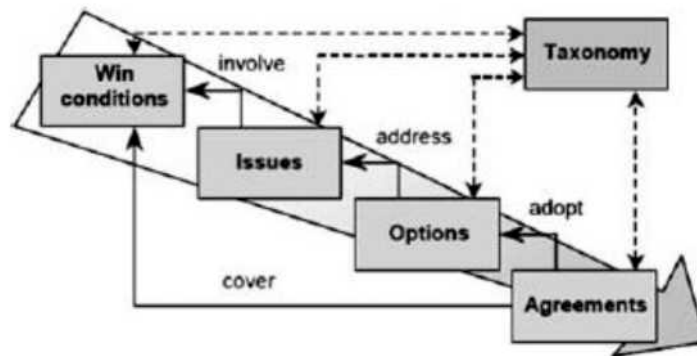 Taxonomy
Win
conditions
involve
Issues
address
Options
adopt
cover
Agreements